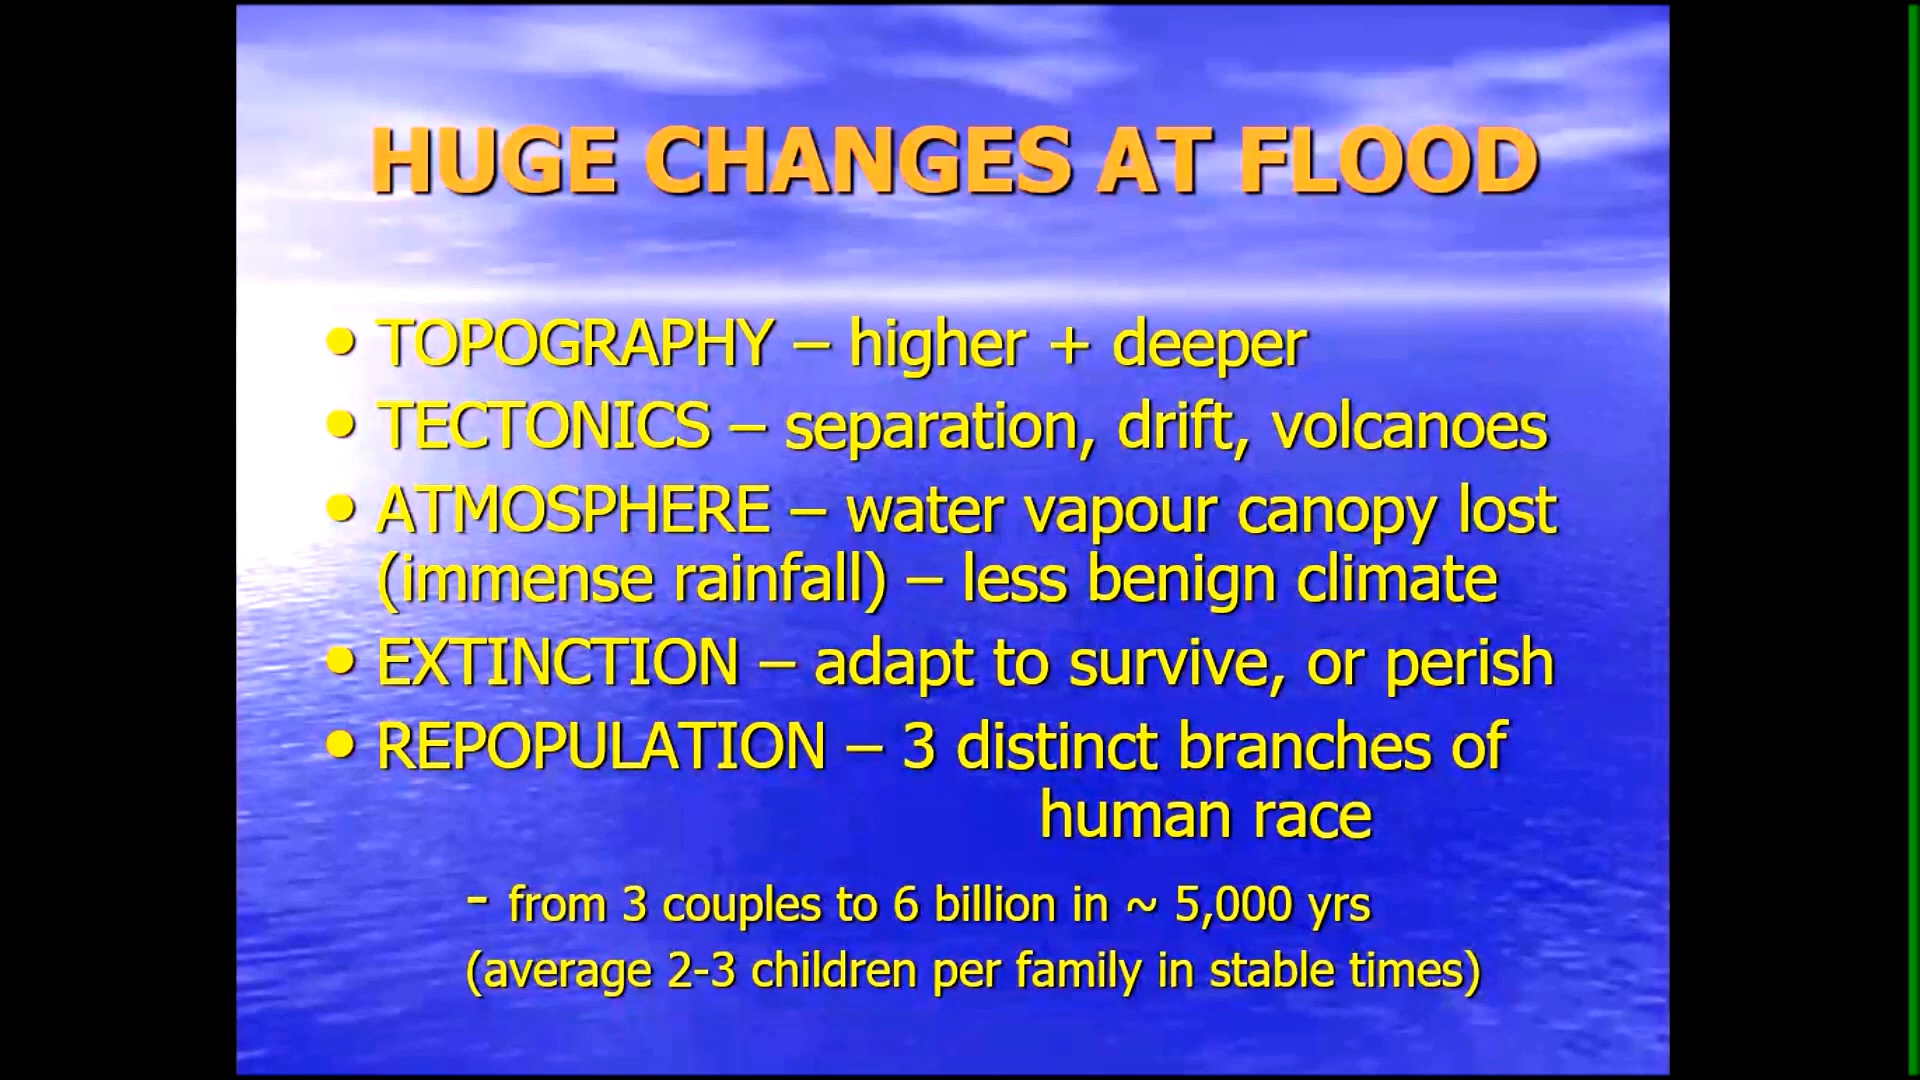 HUGE CHANGES AT FLOOD
• TOPOGRAPHY – higher + deeper
• TECTONICS – separation, drift, volcanoes
• ATMOSPHERE – water vapour canopy lost
(immense rainfall) – less benign climate
• EXTINCTION – adapt to survive, or perish
• REPOPULATION – 3 distinct branches of
human race
- from 3 couples to 6 billion in ~ 5,000 yrs
(average 2-3 children per family in stable times)